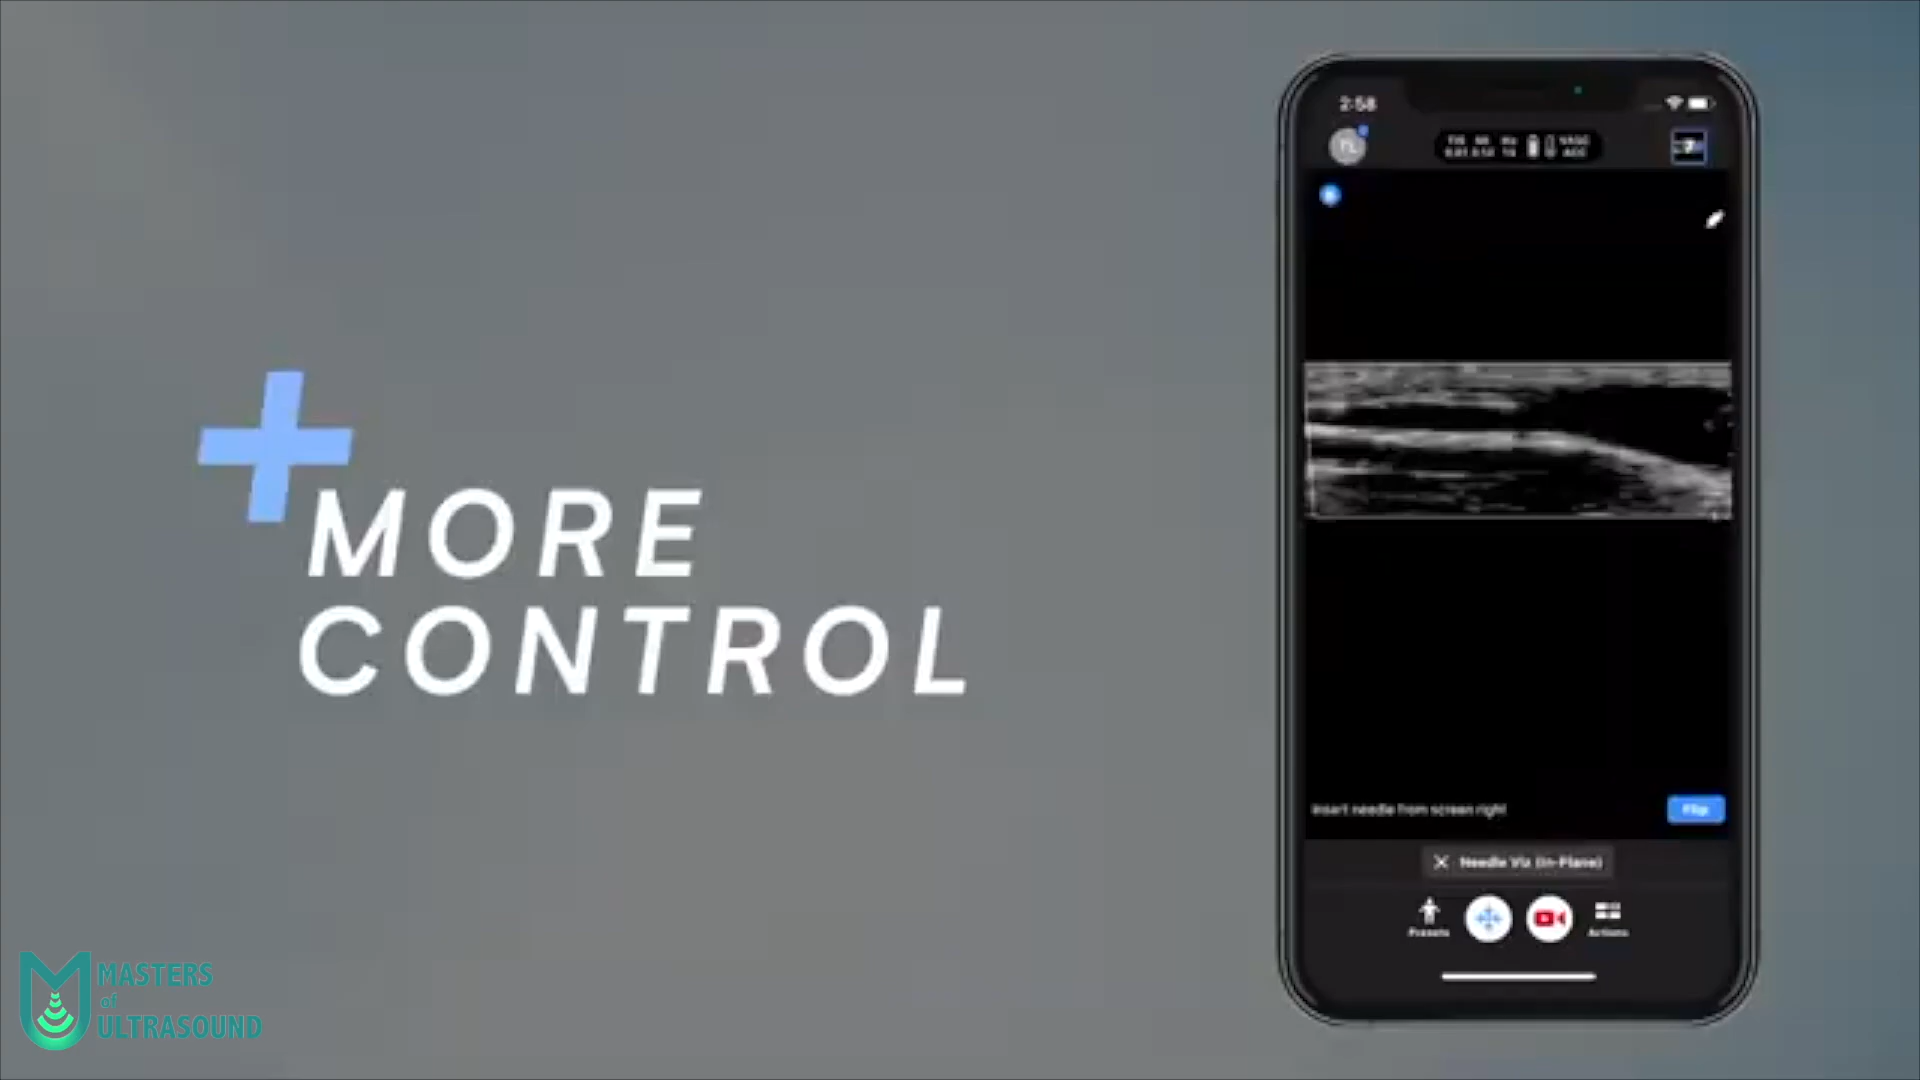 MORE
CONTROL
2:58
TL
Insert needle from screen right
Flip
Needle Viz (In-Plane)
Presets
Actions
MASTERS
of
ULTRASOUND